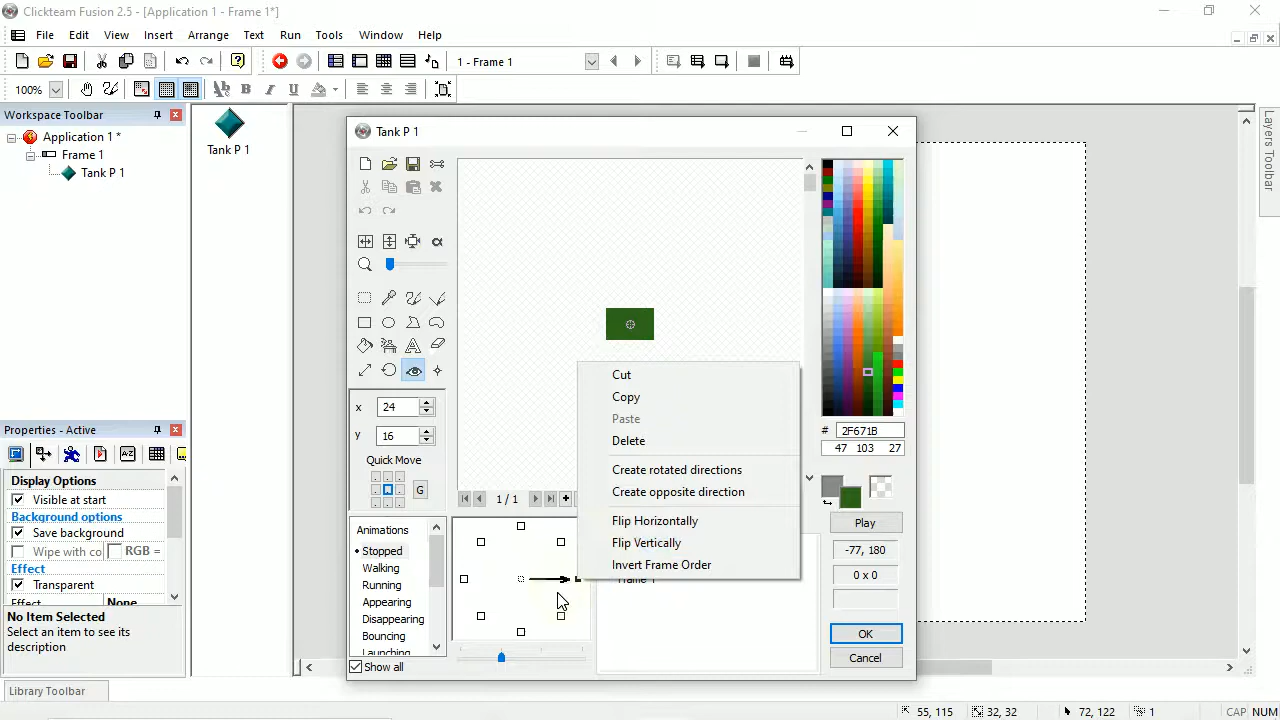 Clickteam Fusion 2.5 - [Application 1 - Frame 1*]
File Edit View Insert Arrange Text Run Tools Window Help
1 - Frame 1
100%
B I U
Workspace Toolbar
Application 1 *
Frame 1
Tank P 1
Tank P 1
Tank P 1
Layers Toolbar
x 24
y 16
Quick Move
G
1 / 1
Cut
Copy
Paste
Delete
Create rotated directions
Create opposite direction
Flip Horizontally
Flip Vertically
Invert Frame Order
Frame 1
# 2F671B
47 103 27
Play
-77, 180
0 x 0
OK
Cancel
Animations
Stopped
Walking
Running
Appearing
Disappearing
Bouncing
Launching
Show all
Properties - Active
Display Options
Visible at start
Background options
Save background
Wipe with co RGB =
Effect
Transparent
Effect None
No Item Selected
Select an item to see its
description
Library Toolbar
55, 115 32, 32 72, 122 1 CAP NUM